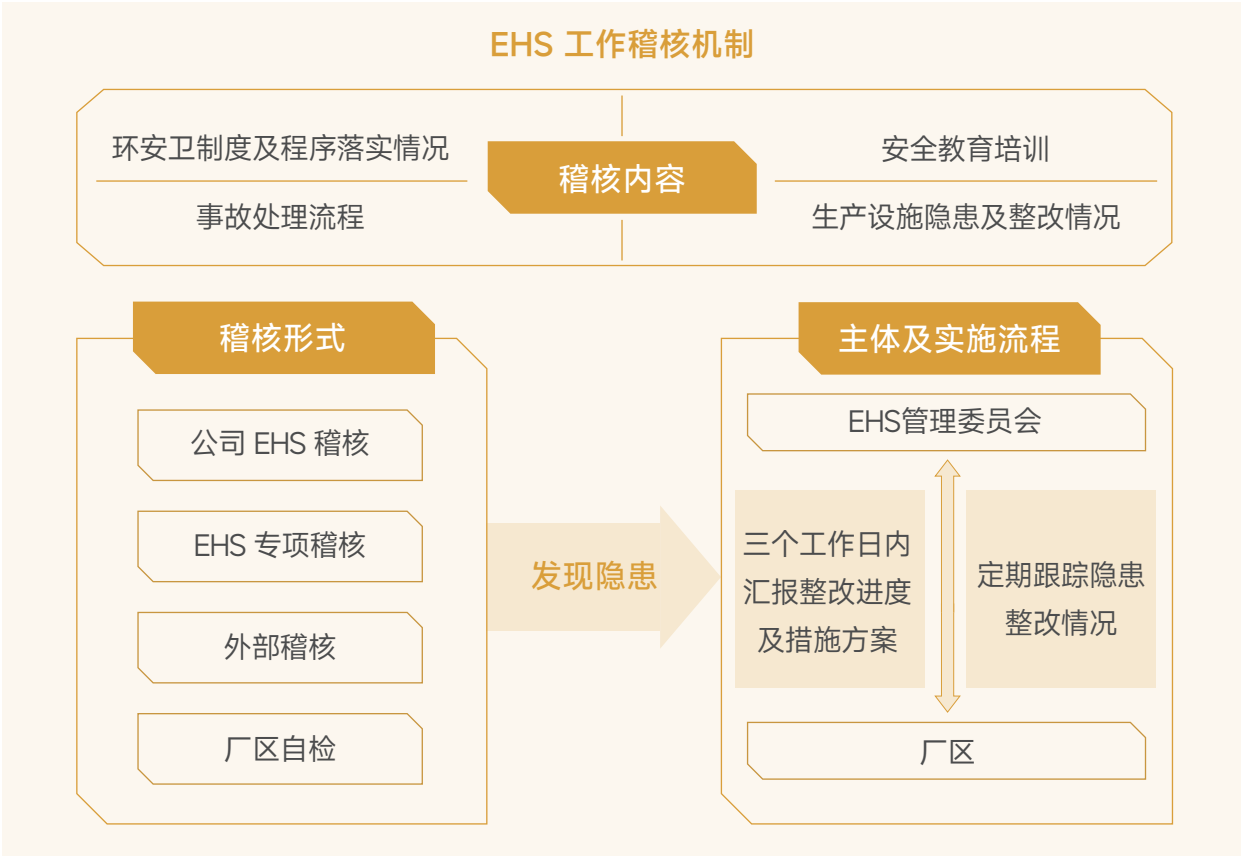 EHS 工作稽核机制
环安卫制度及程序落实情况
事故处理流程
稽核内容
安全教育培训
生产设施隐患及整改情况
稽核形式
公司 EHS 稽核
EHS 专项稽核
外部稽核
厂区自检
发现隐患
主体及实施流程
EHS管理委员会
三个工作日内
汇报整改进度
及措施方案
定期跟踪隐患
整改情况
厂区